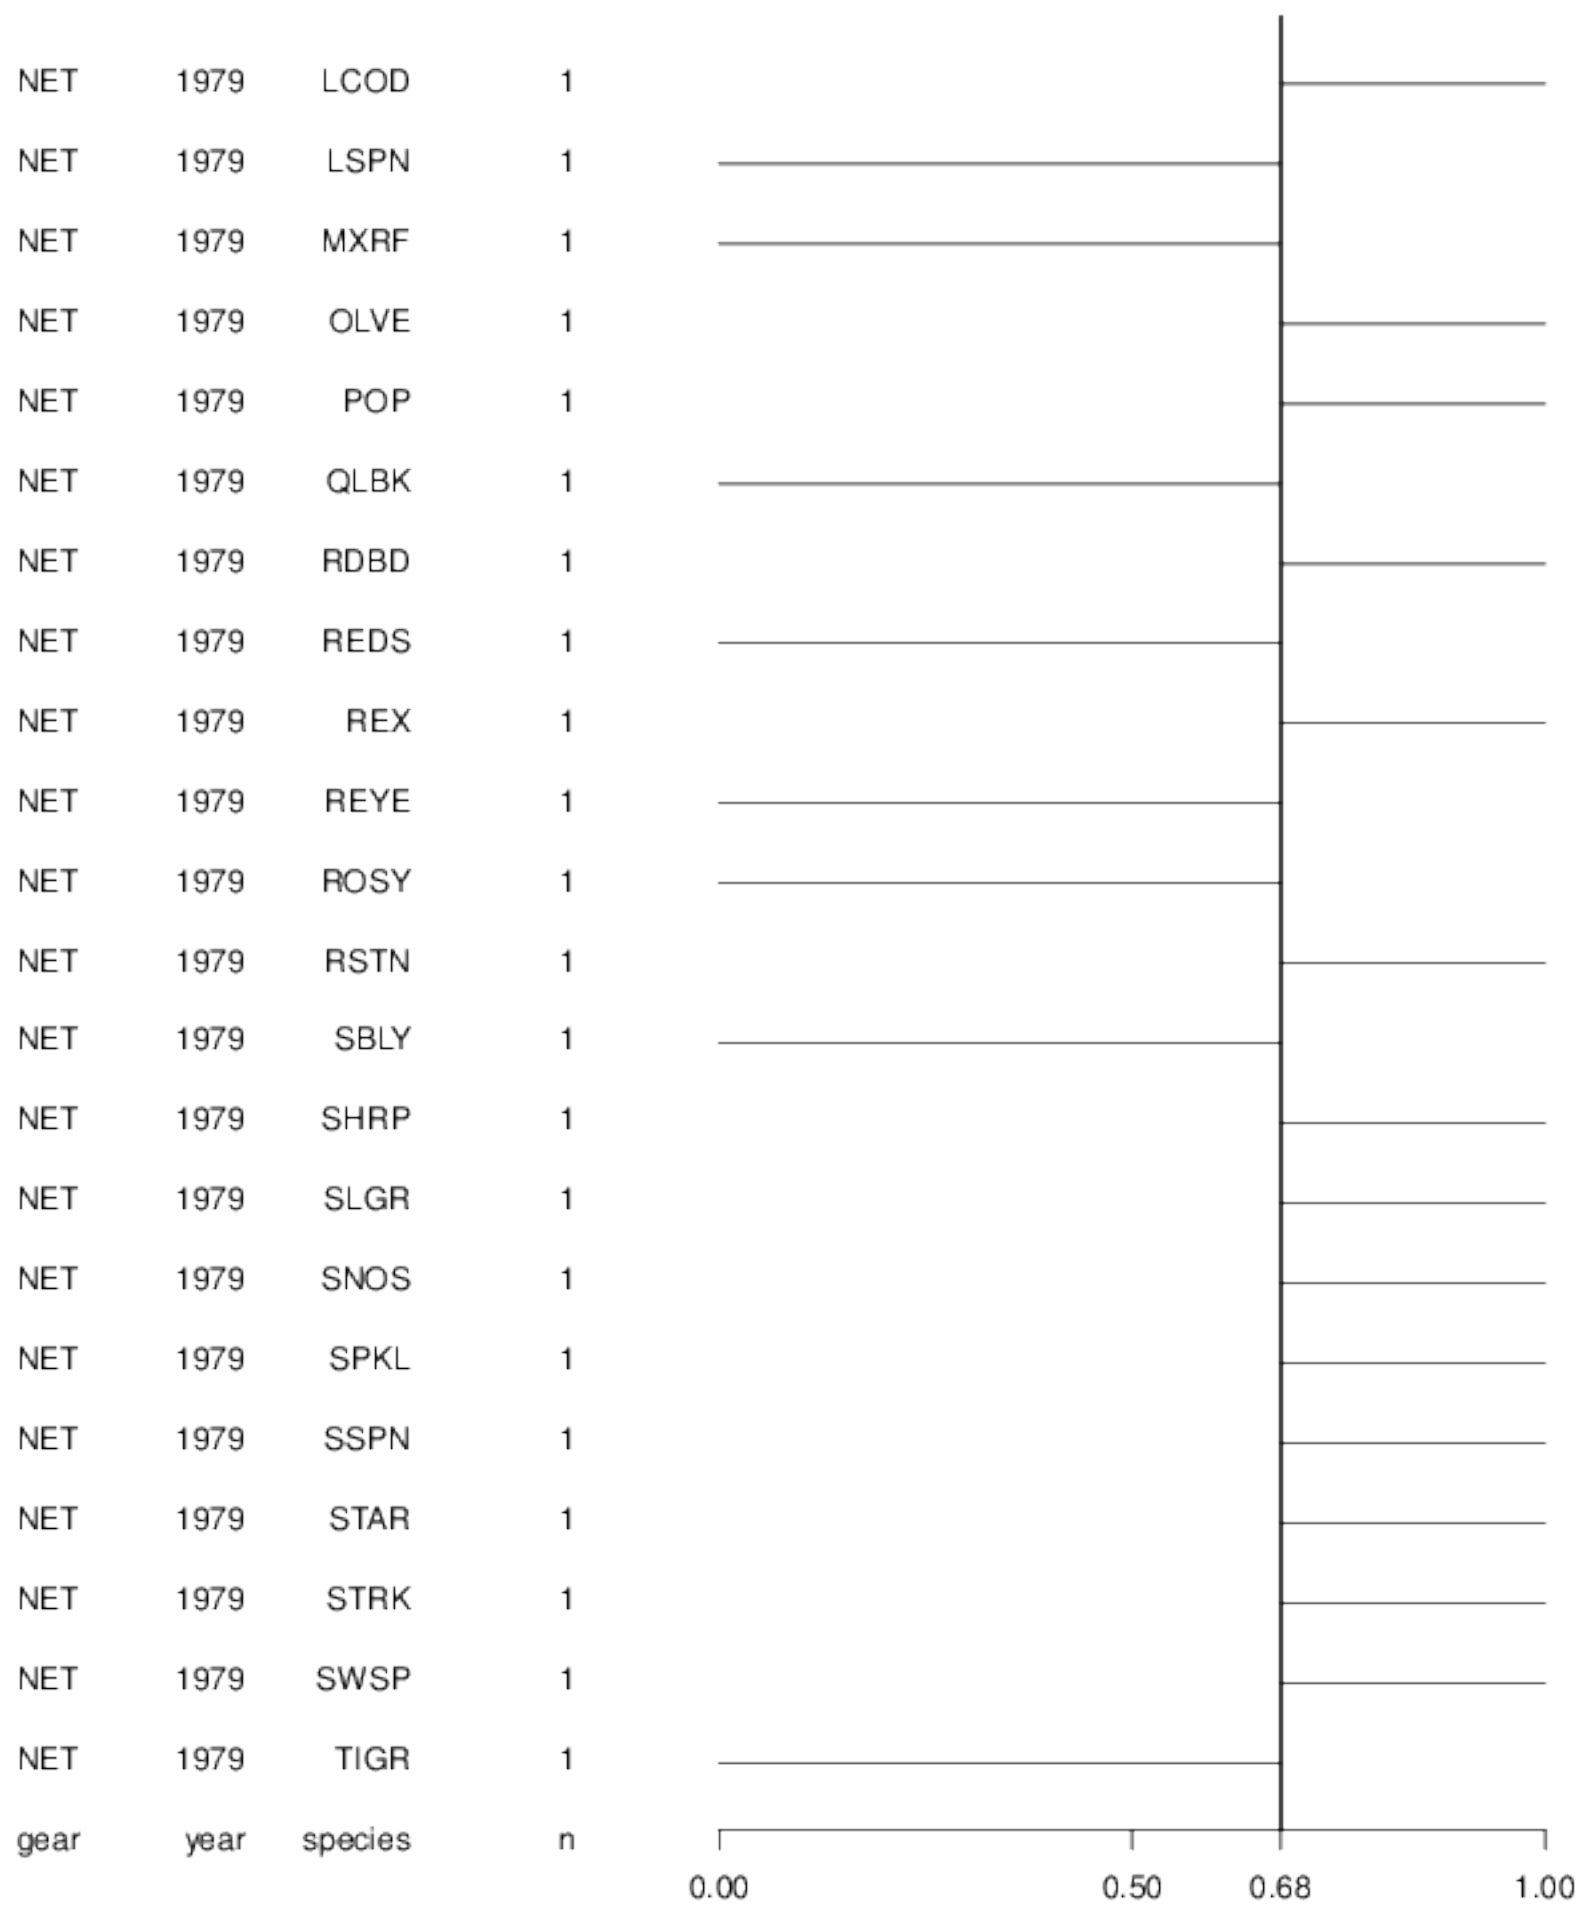 NET 1979 LCOD 1
NET 1979 LSPN 1
NET 1979 MXRF 1
NET 1979 OLVE 1
NET 1979 POP 1
NET 1979 QLBK 1
NET 1979 RDBD 1
NET 1979 REDS 1
NET 1979 REX 1
NET 1979 REYE 1
NET 1979 ROSY 1
NET 1979 RSTN 1
NET 1979 SBLY 1
NET 1979 SHRP 1
NET 1979 SLGR 1
NET 1979 SNOS 1
NET 1979 SPKL 1
NET 1979 SSPN 1
NET 1979 STAR 1
NET 1979 STRK 1
NET 1979 SWSP 1
NET 1979 TIGR 1
gear year species n
0.00 0.50 0.68 1.00